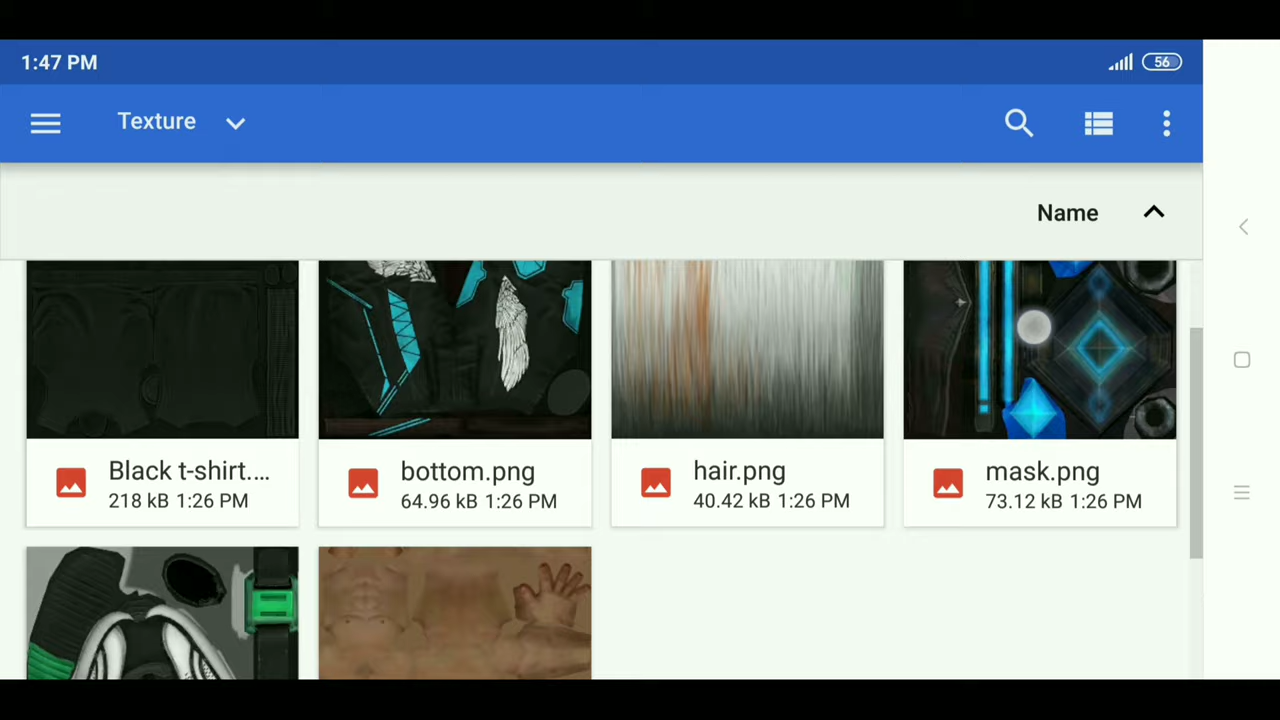 1:47 PM
56
Texture
Name
Black t-shirt....
218 kB 1:26 PM
bottom.png
64.96 kB 1:26 PM
hair.png
40.42 kB 1:26 PM
mask.png
73.12 kB 1:26 PM